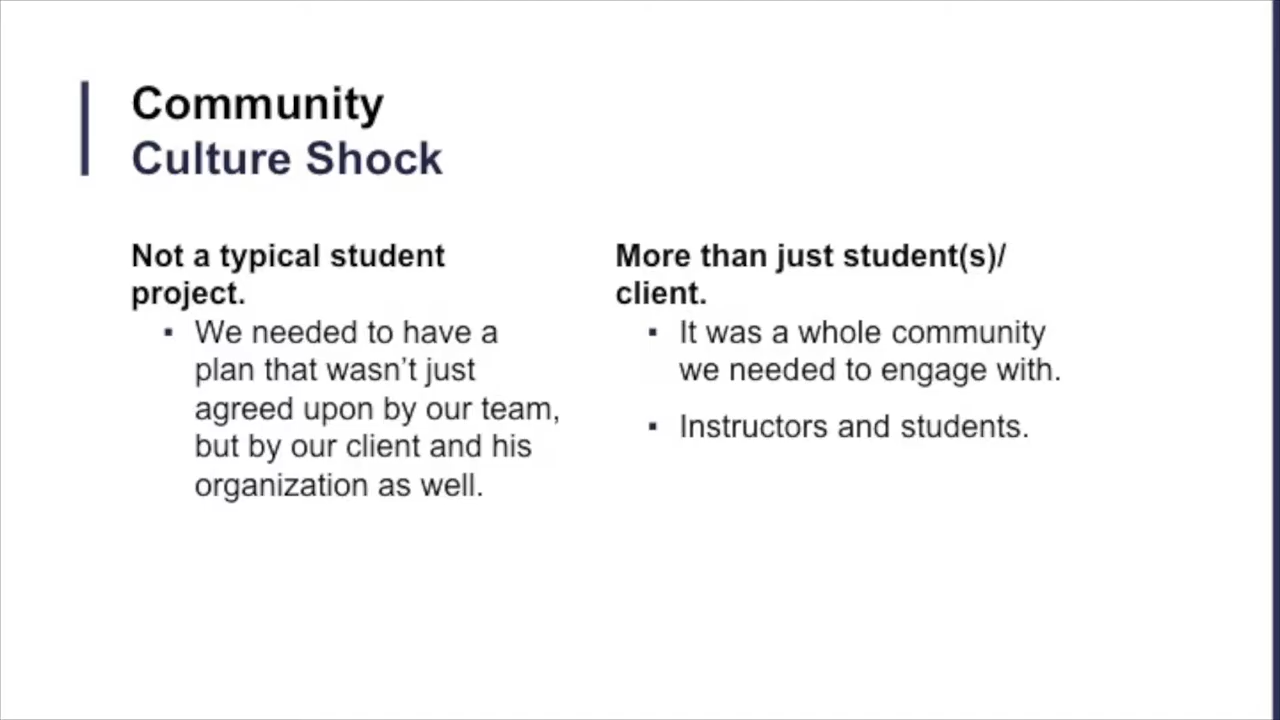 Community
Culture Shock
Not a typical student
project.
▪ We needed to have a
plan that wasn’t just
agreed upon by our team,
but by our client and his
organization as well.
More than just student(s)/
client.
▪ It was a whole community
we needed to engage with.
▪ Instructors and students.